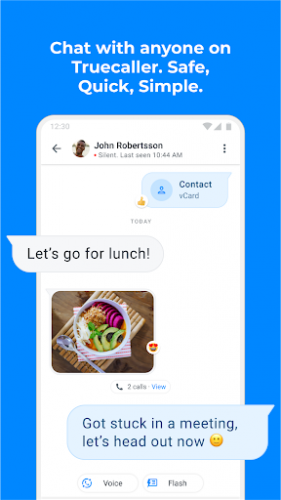 Chat with anyone on
Truecaller. Safe,
Quick, Simple.
12:30
John Robertsson
Silent. Last seen 10:44 AM
Contact
vCard
TODAY
Let's go for lunch!
2 calls · View
Got stuck in a meeting,
let's head out now
Voice
Flash